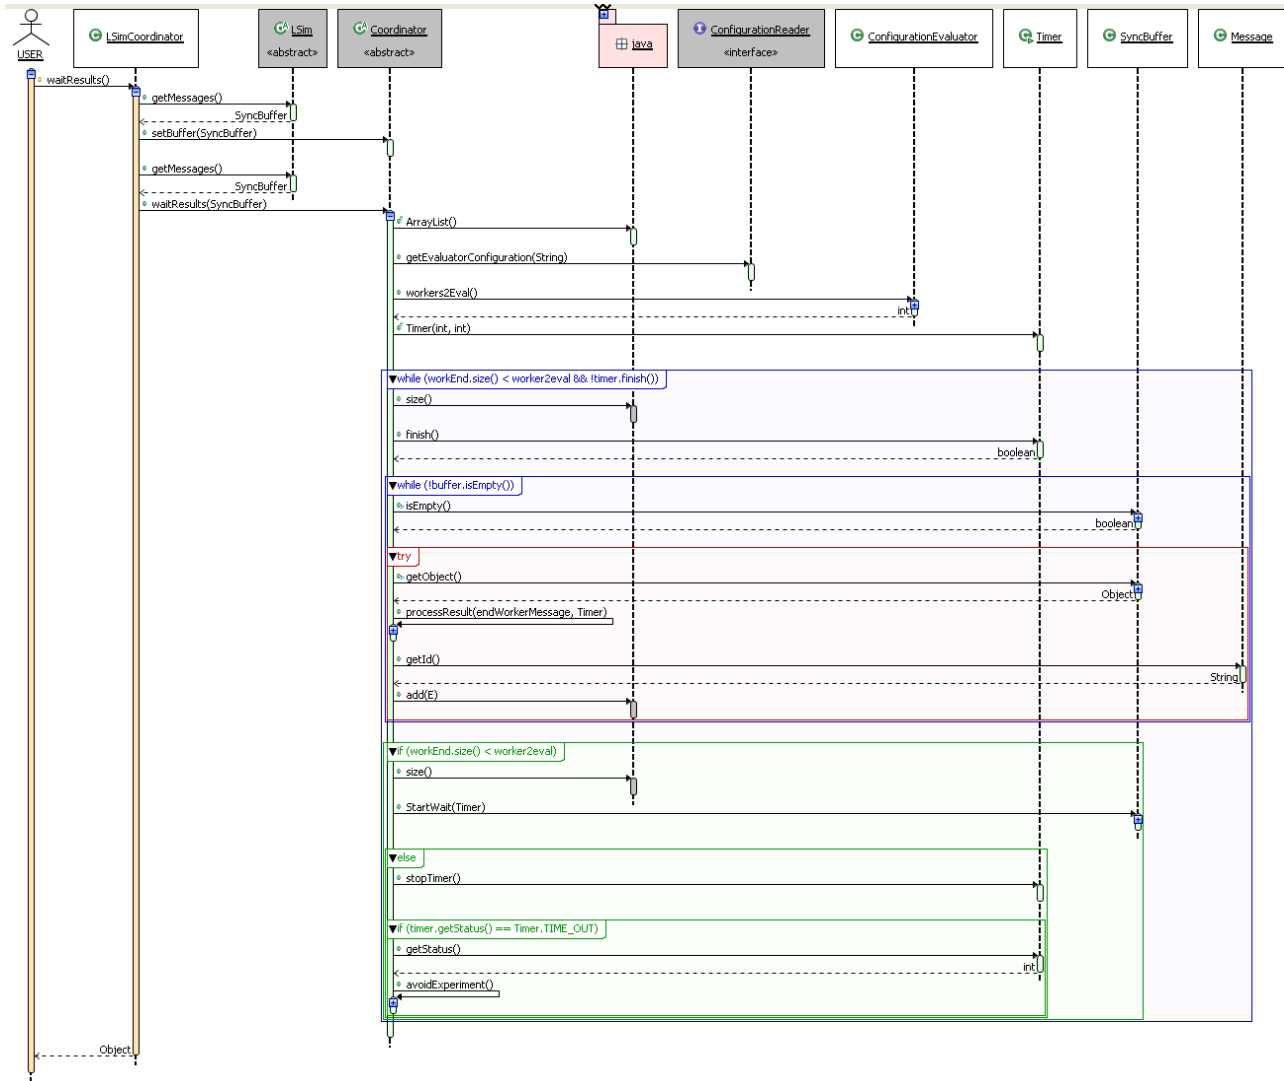 USER
LSimCoordinator
LSim
«abstract»
Coordinator
«abstract»
java
ConfigurationReader
«interface»
ConfigurationEvaluator
Timer
SyncBuffer
Message
waitResults()
getMessages()
SyncBuffer
setBuffer(SyncBuffer)
getMessages()
SyncBuffer
waitResults(SyncBuffer)
ArrayList()
getEvaluatorConfiguration(String)
workers2Eval()
int
Timer(int, int)
while (workEnd.size() < worker2eval && !timer.finish())
size()
finish()
boolean
while (!buffer.isEmpty())
isEmpty()
boolean
try
getObject()
Object
processResult(endWorkerMessage, Timer)
getId()
String
add(E)
if (workEnd.size() < worker2eval)
size()
StartWait(Timer)
else
stopTimer()
if (timer.getStatus() == Timer.TIME_OUT)
getStatus()
int
avoidExperiment()
Object